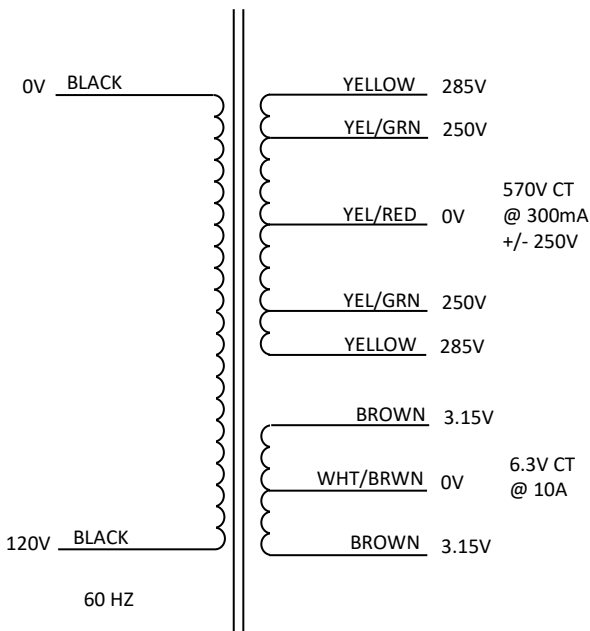 0V BLACK
YELLOW 285V
YEL/GRN 250V
YEL/RED 0V
570V CT
@ 300mA
+/- 250V
YEL/GRN 250V
YELLOW 285V
BROWN 3.15V
WHT/BRWN 0V
6.3V CT
@ 10A
120V BLACK
BROWN 3.15V
60 HZ